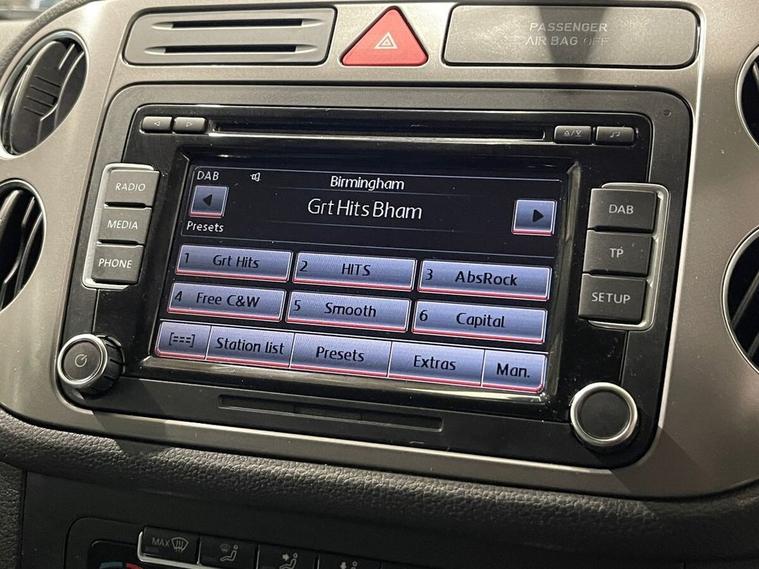 PASSENGER
AIR BAG OFF
RADIO
MEDIA
PHONE
DAB
Birmingham
Grt Hits Bham
Presets
1 Grt Hits
2 HITS
3 AbsRock
4 Free C&W
5 Smooth
6 Capital
[===]
Station list
Presets
Extras
Man.
DAB
TP
SETUP
MAX